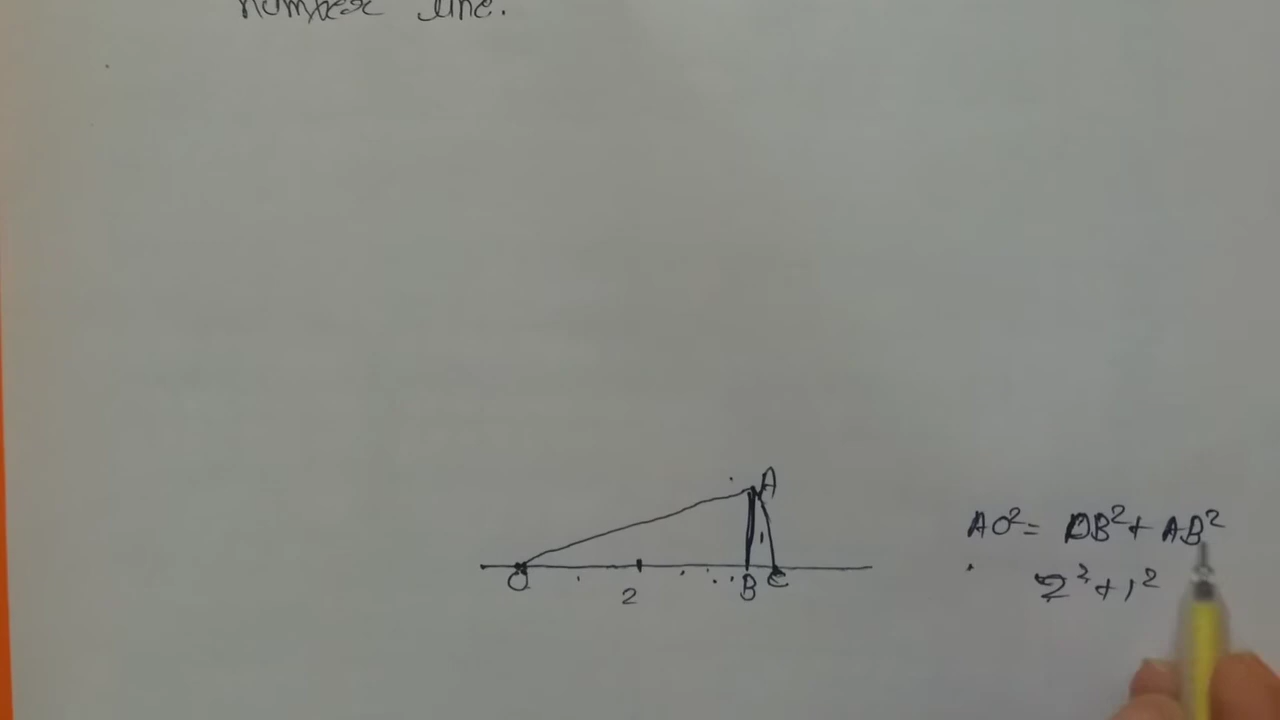 number line.
A
1
O 2 B C
AO² = OB² + AB²
2² + 1²